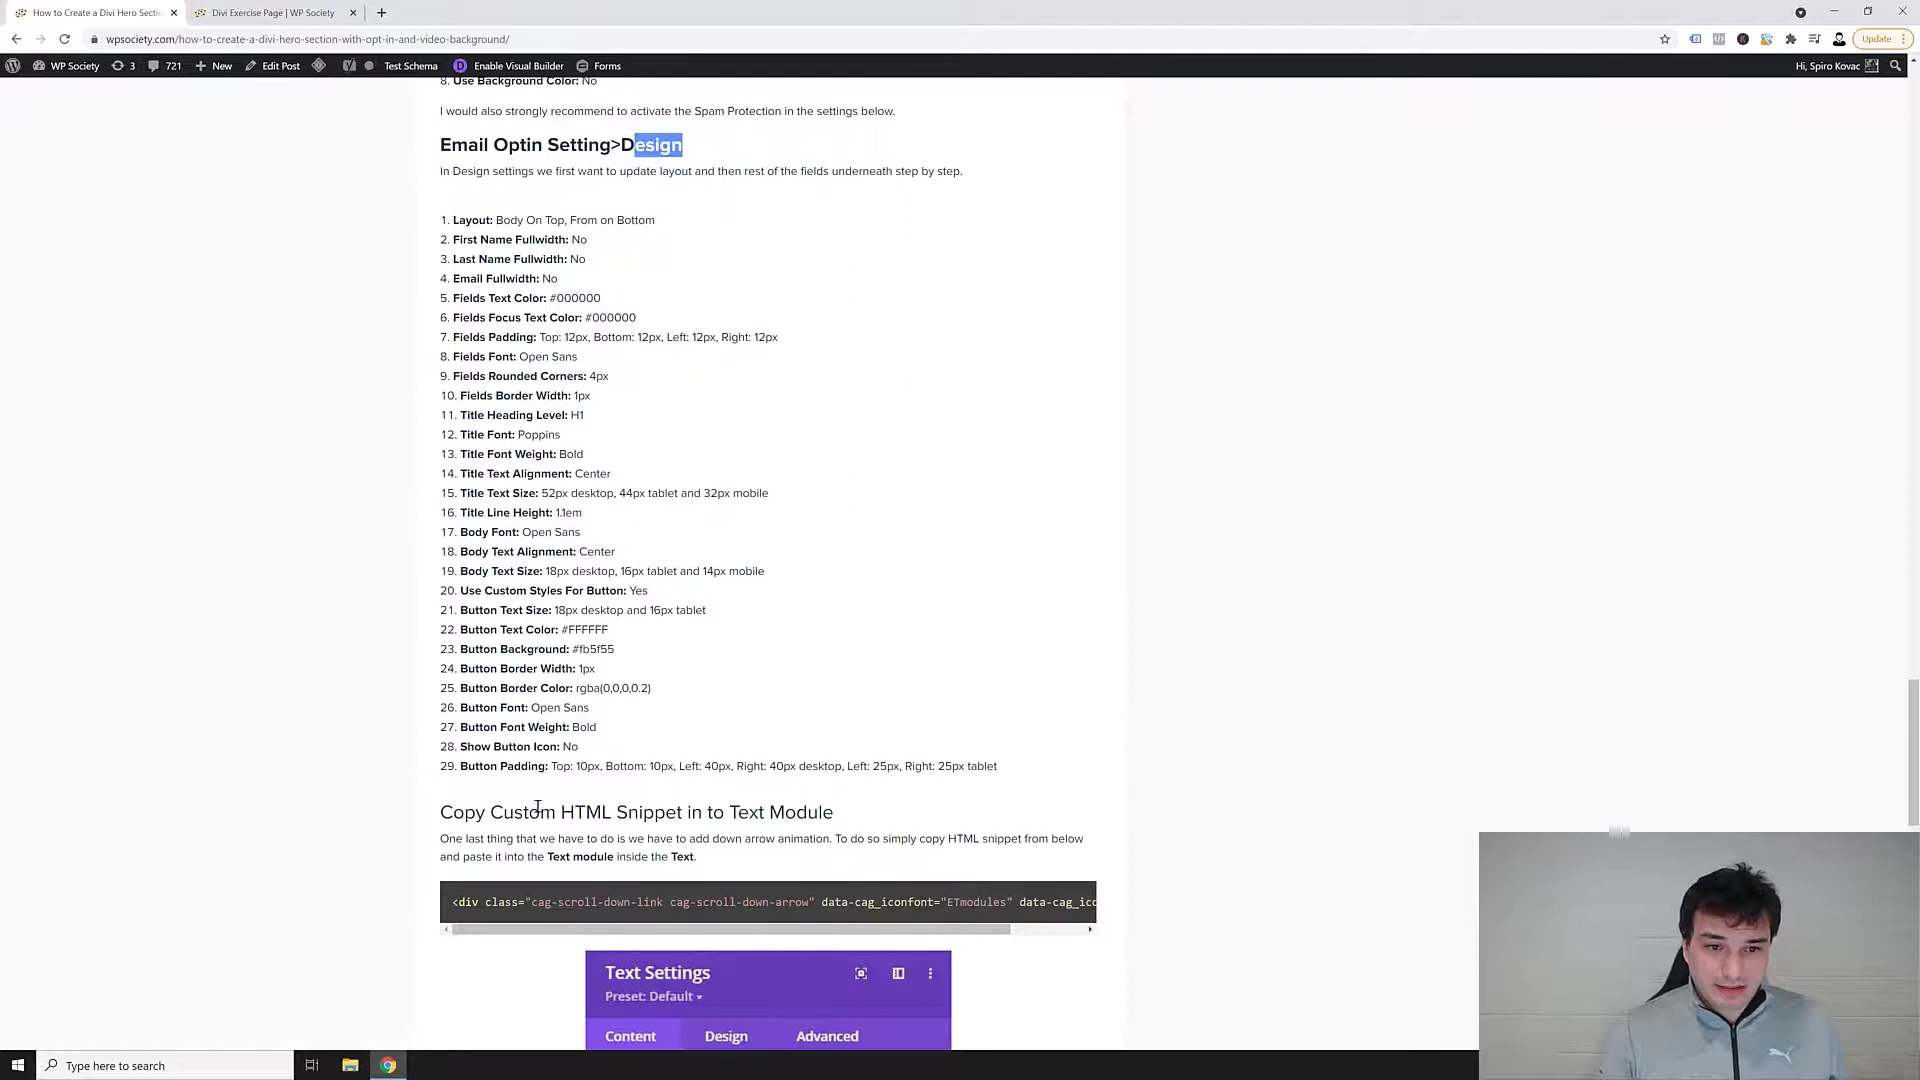 How to Create a Divi Hero Secti
Divi Exercise Page | WP Society
wpsociety.com/how-to-create-a-divi-hero-section-with-opt-in-and-video-background/
Update
WP Society 3 721 New Edit Post Test Schema Enable Visual Builder Forms
Hi, Spiro Kovac
8. Use Background Color: No
I would also strongly recommend to activate the Spam Protection in the settings below.
Email Optin Setting>Design
In Design settings we first want to update layout and then rest of the fields underneath step by step.
1. Layout: Body On Top, From on Bottom
2. First Name Fullwidth: No
3. Last Name Fullwidth: No
4. Email Fullwidth: No
5. Fields Text Color: #000000
6. Fields Focus Text Color: #000000
7. Fields Padding: Top: 12px, Bottom: 12px, Left: 12px, Right: 12px
8. Fields Font: Open Sans
9. Fields Rounded Corners: 4px
10. Fields Border Width: 1px
11. Title Heading Level: H1
12. Title Font: Poppins
13. Title Font Weight: Bold
14. Title Text Alignment: Center
15. Title Text Size: 52px desktop, 44px tablet and 32px mobile
16. Title Line Height: 1.1em
17. Body Font: Open Sans
18. Body Text Alignment: Center
19. Body Text Size: 18px desktop, 16px tablet and 14px mobile
20. Use Custom Styles For Button: Yes
21. Button Text Size: 18px desktop and 16px tablet
22. Button Text Color: #FFFFFF
23. Button Background: #fb5f55
24. Button Border Width: 1px
25. Button Border Color: rgba(0,0,0,0.2)
26. Button Font: Open Sans
27. Button Font Weight: Bold
28. Show Button Icon: No
29. Button Padding: Top: 10px, Bottom: 10px, Left: 40px, Right: 40px desktop, Left: 25px, Right: 25px tablet
Copy Custom HTML Snippet in to Text Module
One last thing that we have to do is we have to add down arrow animation. To do so simply copy HTML snippet from below
and paste it into the Text module inside the Text.
<div class="cag-scroll-down-link cag-scroll-down-arrow" data-cag_iconfont="ETmodules" data-cag_icc
Text Settings
Preset: Default
Content Design Advanced
Type here to search